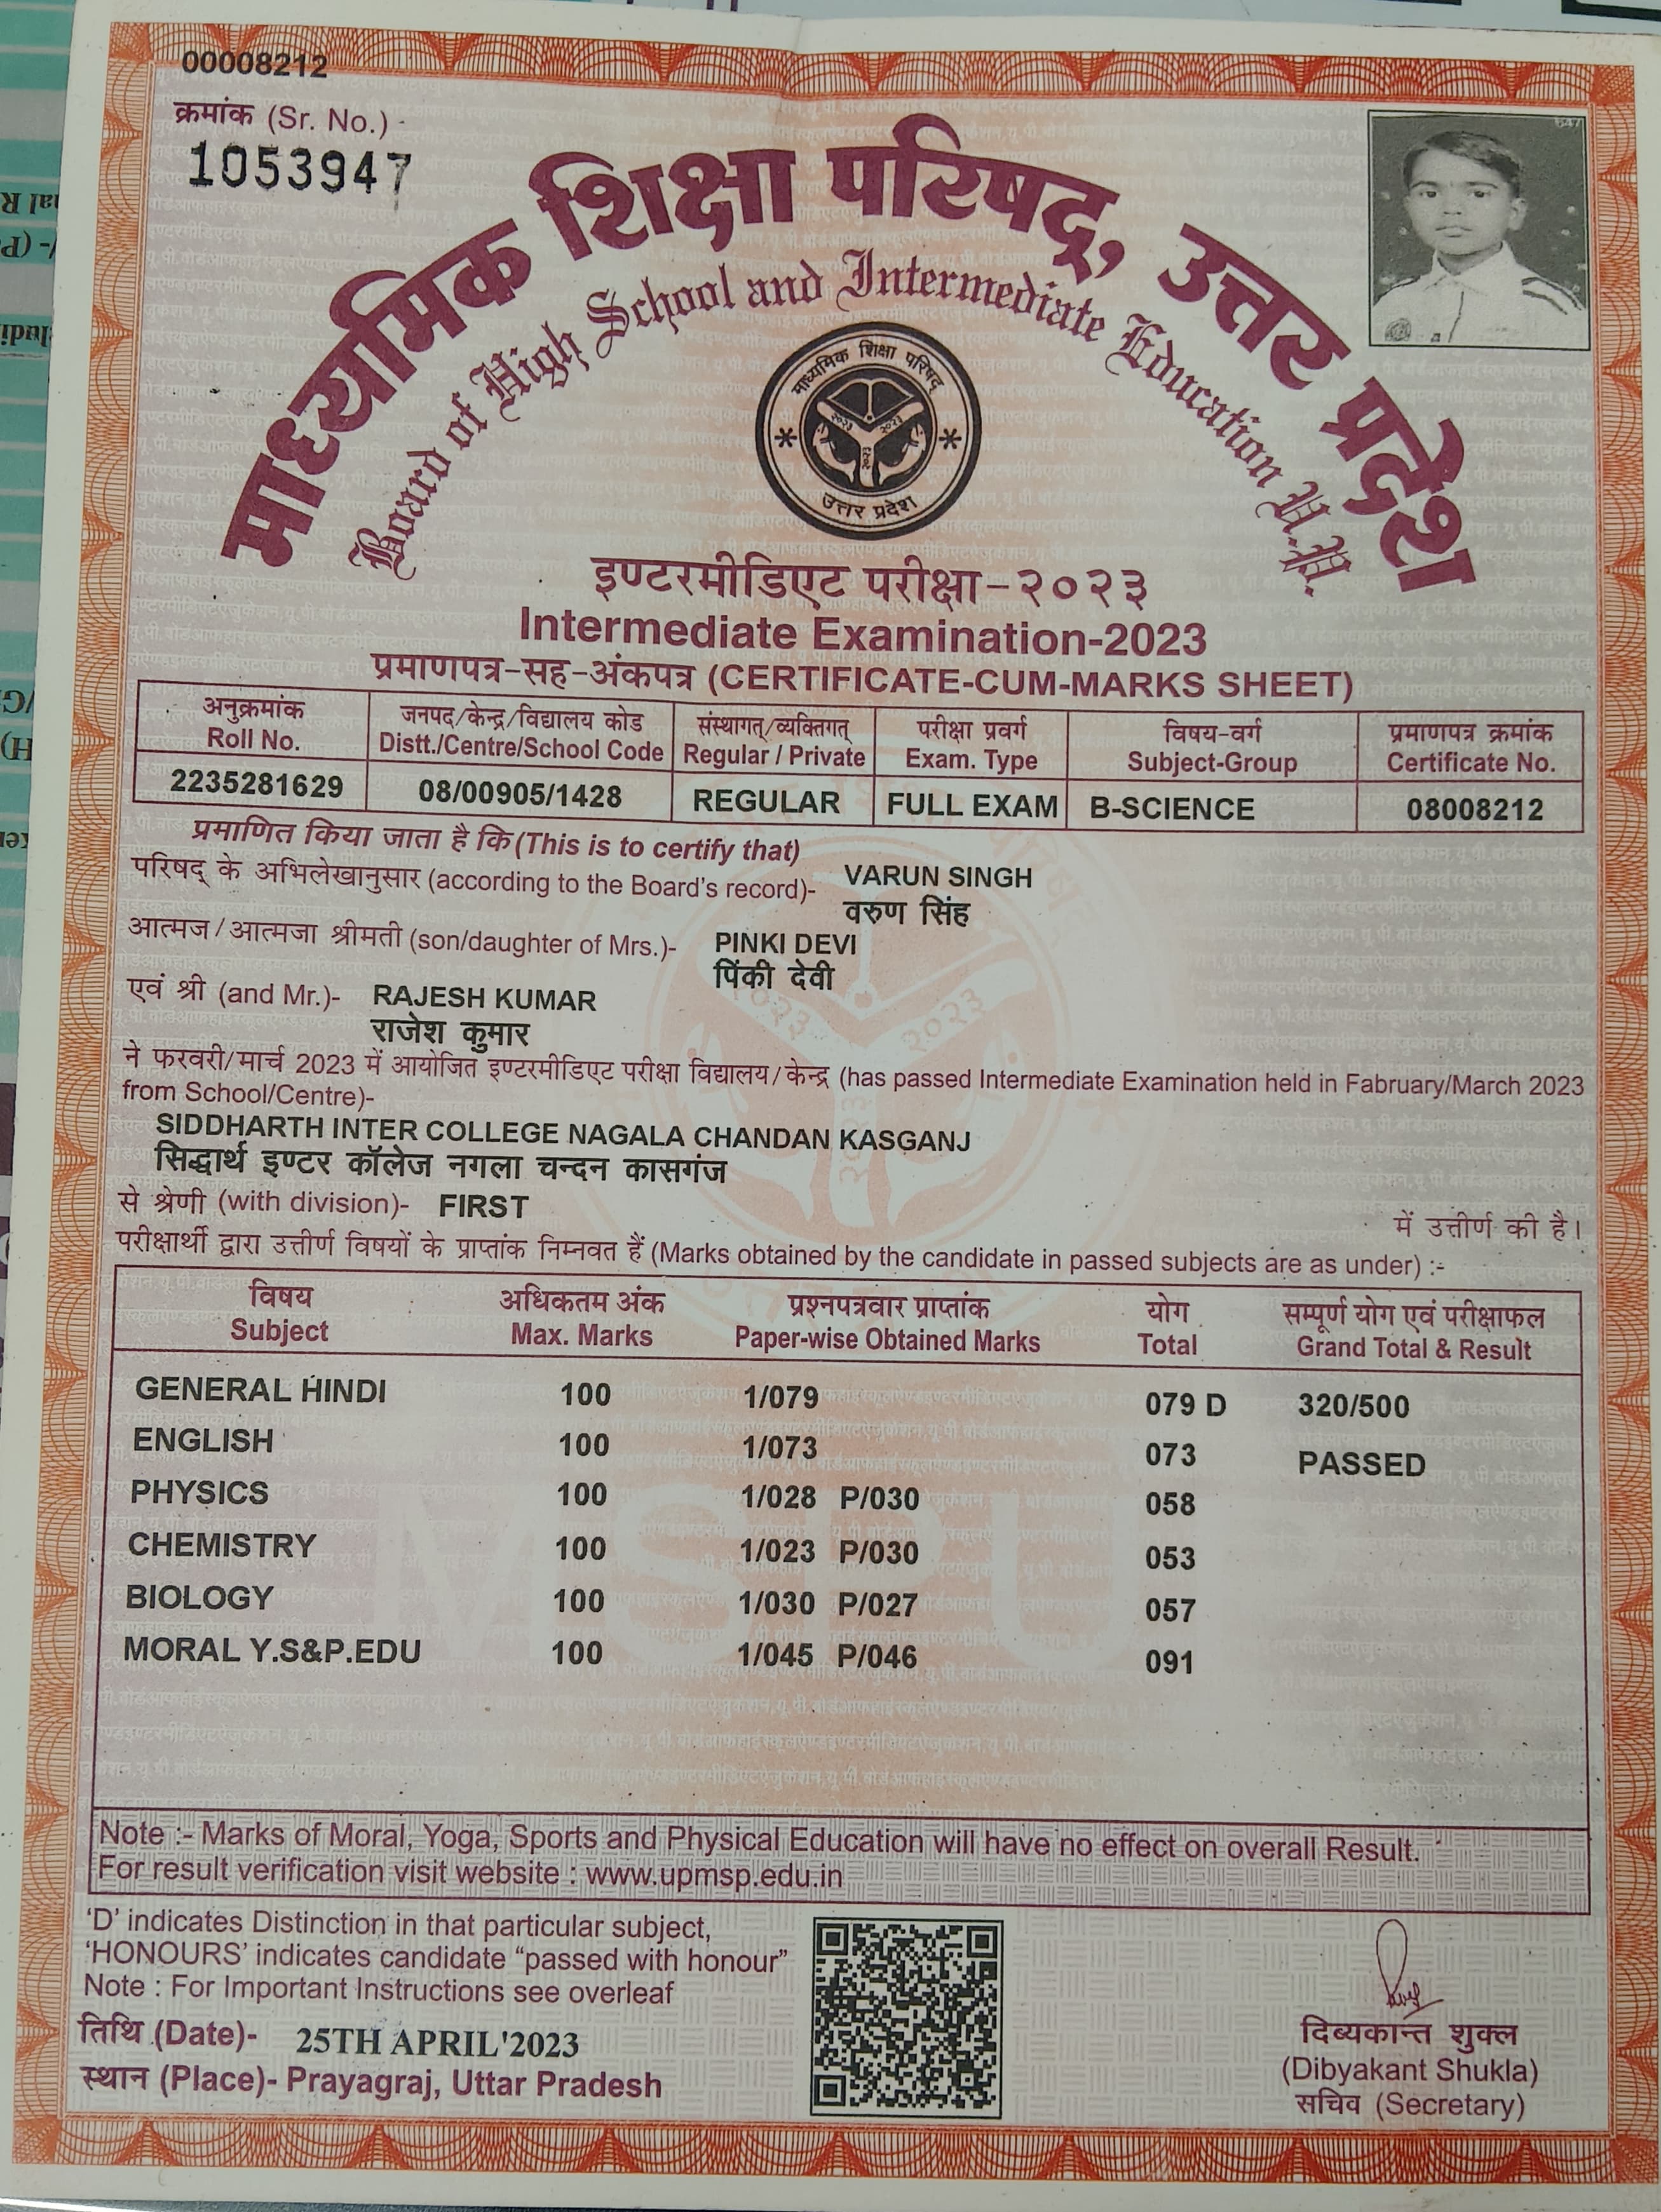 00008212
क्रमांक (Sr. No.) -
1053947
माध्यमिक शिक्षा परिषद्, उत्तर प्रदेश
Board of High School and Intermediate Education U.P.
माध्यमिक शिक्षा परिषद्
२०२३ २०२३
२०२३
उत्तर प्रदेश
इण्टरमीडिएट परीक्षा-२०२३
Intermediate Examination-2023
प्रमाणपत्र-सह-अंकपत्र (CERTIFICATE-CUM-MARKS SHEET)
अनुक्रमांक जनपद/केन्द्र/विद्यालय कोड संस्थागत्/व्यक्तिगत् परीक्षा प्रवर्ग विषय-वर्ग प्रमाणपत्र क्रमांक
Roll No. Distt./Centre/School Code Regular / Private Exam. Type Subject-Group Certificate No.
2235281629 08/00905/1428 REGULAR FULL EXAM B-SCIENCE 08008212
प्रमाणित किया जाता है कि (This is to certify that)
परिषद् के अभिलेखानुसार (according to the Board's record)- VARUN SINGH
वरुण सिंह
आत्मज/आत्मजा श्रीमती (son/daughter of Mrs.)- PINKI DEVI
पिंकी देवी
एवं श्री (and Mr.)- RAJESH KUMAR
राजेश कुमार
ने फरवरी/मार्च 2023 में आयोजित इण्टरमीडिएट परीक्षा विद्यालय/केन्द्र (has passed Intermediate Examination held in Fabruary/March 2023
from School/Centre)-
SIDDHARTH INTER COLLEGE NAGALA CHANDAN KASGANJ
सिद्धार्थ इण्टर कॉलेज नगला चन्दन कासगंज
से श्रेणी (with division)- FIRST में उत्तीर्ण की है।
परीक्षार्थी द्वारा उत्तीर्ण विषयों के प्राप्तांक निम्नवत हैं (Marks obtained by the candidate in passed subjects are as under) :-
विषय अधिकतम अंक प्रश्नपत्रवार प्राप्तांक योग सम्पूर्ण योग एवं परीक्षाफल
Subject Max. Marks Paper-wise Obtained Marks Total Grand Total & Result
GENERAL HINDI 100 1/079 079 D 320/500
ENGLISH 100 1/073 073 PASSED
PHYSICS 100 1/028 P/030 058
CHEMISTRY 100 1/023 P/030 053
BIOLOGY 100 1/030 P/027 057
MORAL Y.S&P.EDU 100 1/045 P/046 091
Note :- Marks of Moral, Yoga, Sports and Physical Education will have no effect on overall Result.
For result verification visit website : www.upmsp.edu.in
'D' indicates Distinction in that particular subject,
'HONOURS' indicates candidate "passed with honour"
Note : For Important Instructions see overleaf
तिथि (Date)- 25TH APRIL'2023
स्थान (Place)- Prayagraj, Uttar Pradesh
दिब्यकान्त शुक्ल
(Dibyakant Shukla)
सचिव (Secretary)